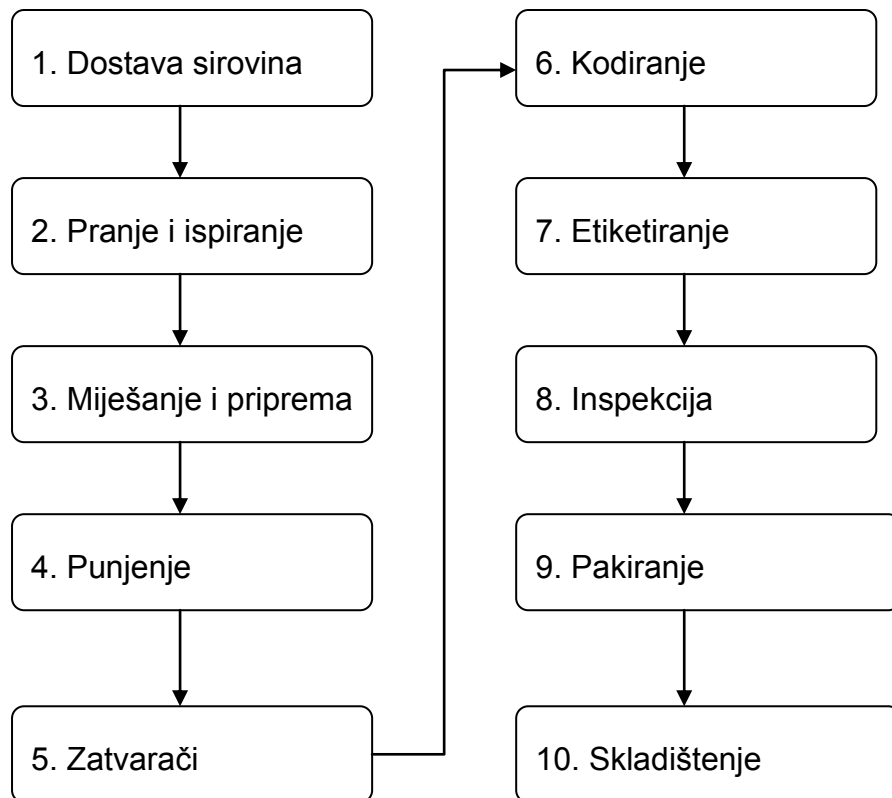 1. Dostava sirovina
2. Pranje i ispiranje
3. Miješanje i priprema
4. Punjenje
5. Zatvarači
6. Kodiranje
7. Etiketiranje
8. Inspekcija
9. Pakiranje
10. Skladištenje